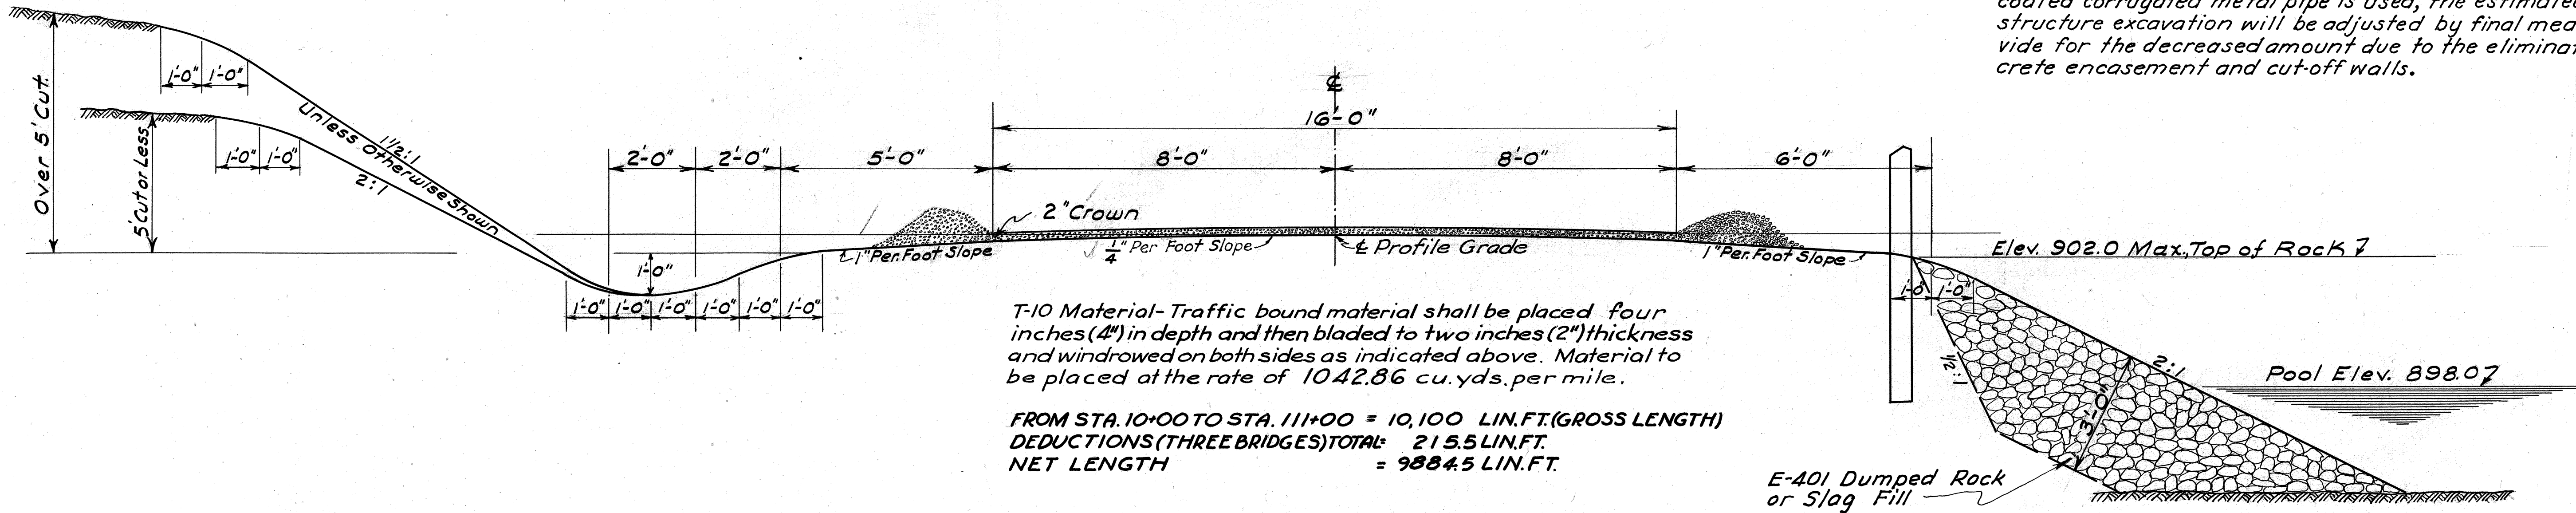 coated corrugated metal pipe is used, the estimated
structure excavation will be adjusted by final mea
vide for the decreased amount due to the eliminat
crete encasement and cut-off walls.
℄
16'-0"
2'-0" 2'-0" 5'-0" 8'-0" 8'-0" 6'-0"
Over 5' Cut.
5' Cut or Less
1'-0" 1'-0"
1'-0" 1'-0"
1½:1
Unless Otherwise Shown
2:1
2" Crown
1" Per. Foot Slope
¼" Per Foot Slope
℄ Profile Grade
1" Per. Foot Slope
1'-0"
1'-0" 1'-0" 1'-0" 1'-0" 1'-0" 1'-0"
Elev. 902.0 Max., Top of Rock
1'-0" 1'-0"
½:1
2:1
3'-0"
Pool Elev. 898.0
E-401 Dumped Rock
or Slag Fill
T-10 Material- Traffic bound material shall be placed four
inches (4") in depth and then bladed to two inches (2") thickness
and windrowed on both sides as indicated above. Material to
be placed at the rate of 1042.86 cu. yds. per mile.
FROM STA. 10+00 TO STA. 111+00 = 10,100 LIN. FT. (GROSS LENGTH)
DEDUCTIONS (THREE BRIDGES) TOTAL= 215.5 LIN. FT.
NET LENGTH = 9884.5 LIN. FT.